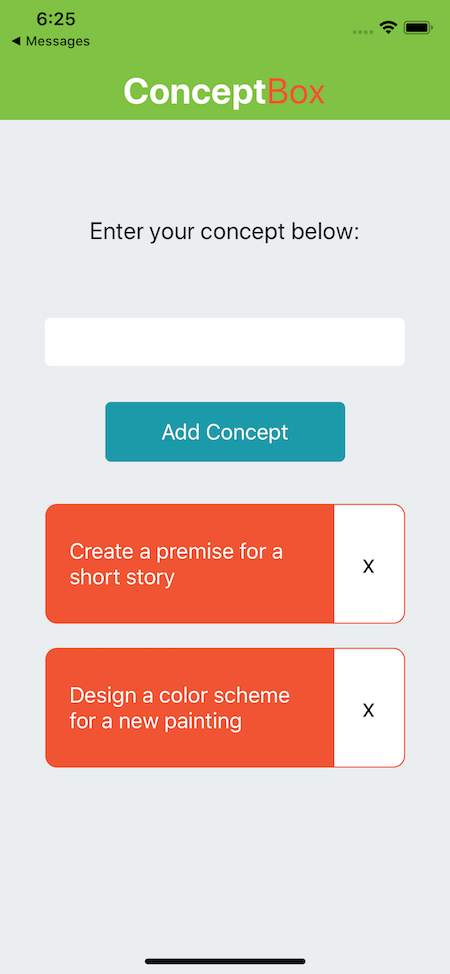 6:25
◀ Messages
ConceptBox
Enter your concept below:
Add Concept
Create a premise for a
short story
x
Design a color scheme
for a new painting
x